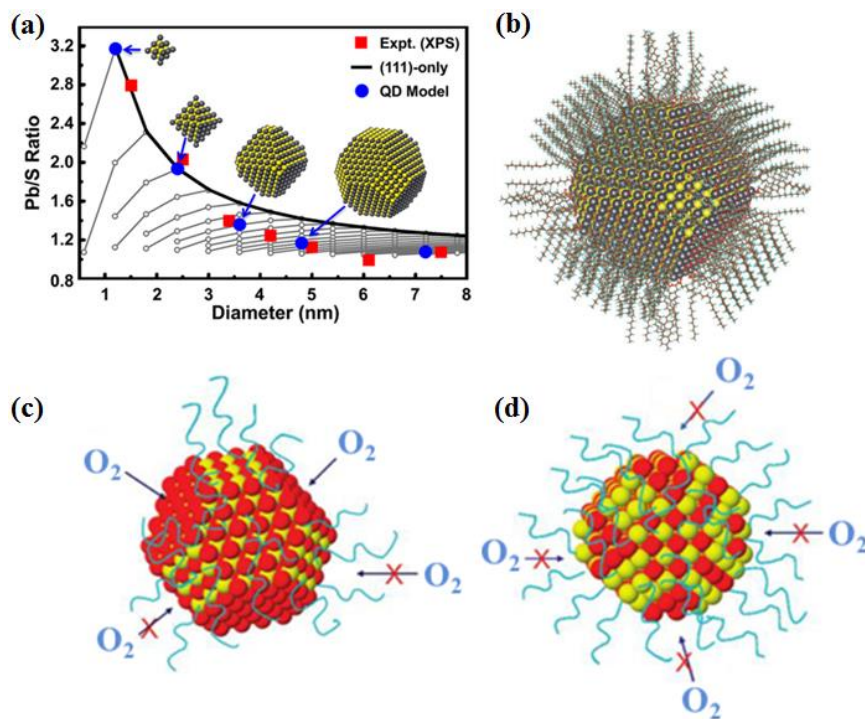 (a)
Pb/S Ratio
3.2
2.8
2.4
2.0
1.6
1.2
0.8
Expt. (XPS)
(111)-only
QD Model
1 2 3 4 5 6 7 8
Diameter (nm)
(b)
(c)
O2
O2
O2
O2
(d)
O2
O2
O2
O2